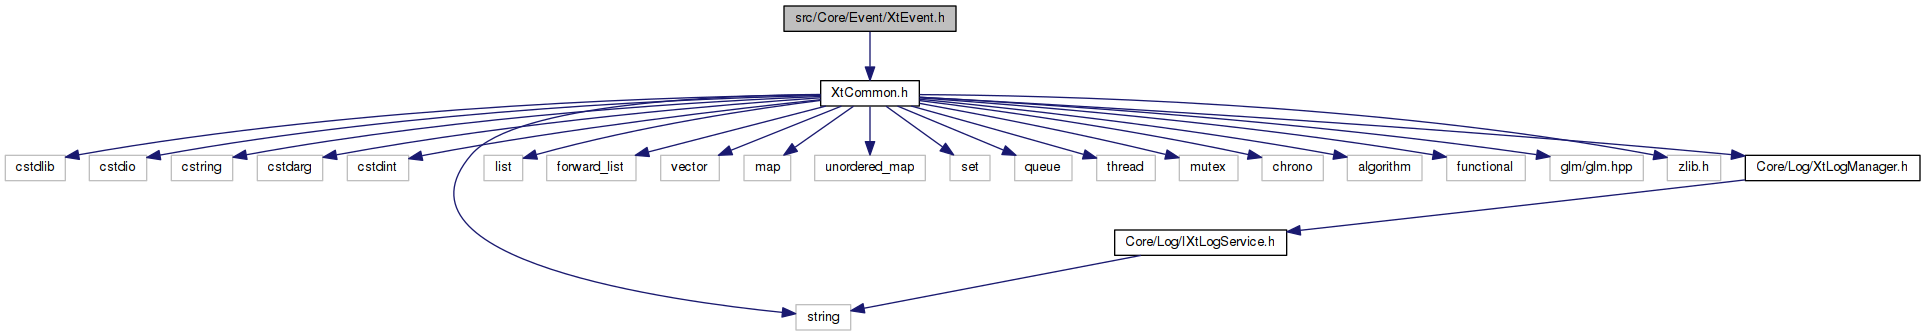 src/Core/Event/XtEvent.h
XtCommon.h
cstdlib
cstdio
cstring
cstdarg
cstdint
list
forward_list
vector
map
unordered_map
set
queue
thread
mutex
chrono
algorithm
functional
glm/glm.hpp
zlib.h
Core/Log/XtLogManager.h
Core/Log/IXtLogService.h
string